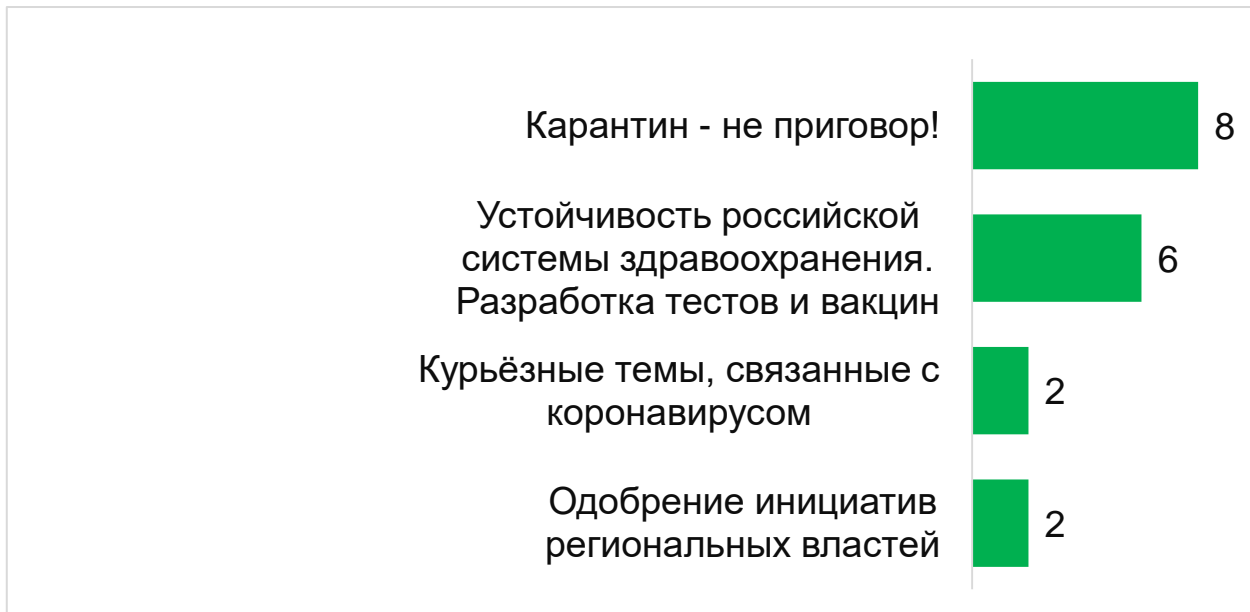 Карантин - не приговор!
8
Устойчивость российской
системы здравоохранения.
Разработка тестов и вакцин
6
Курьёзные темы, связанные с
коронавирусом
2
Одобрение инициатив
региональных властей
2